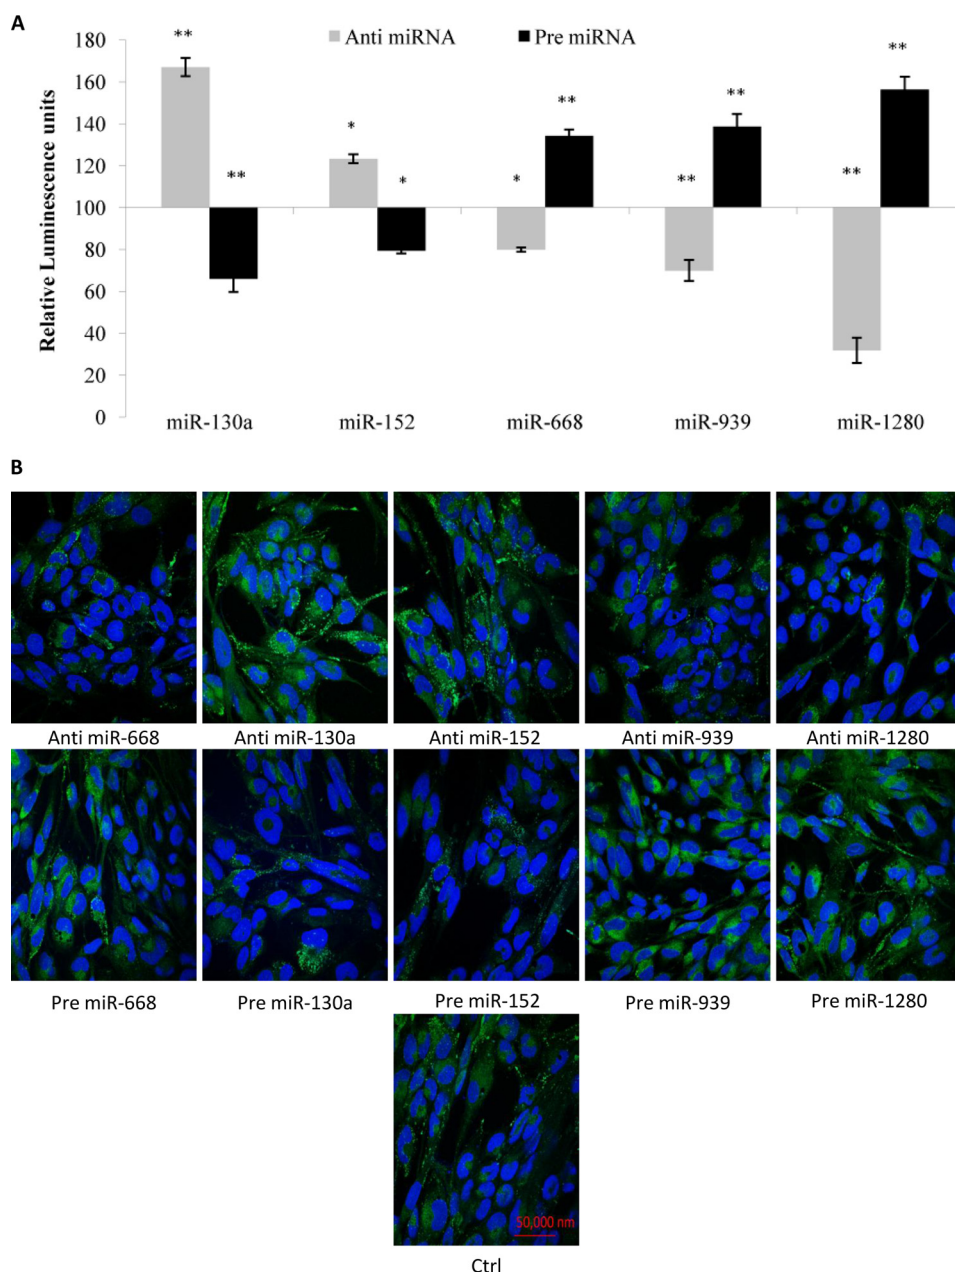 A
Anti miRNA Pre miRNA
Relative Luminescence units
180
160
140
120
100
80
60
40
20
0
** ** * * * ** ** ** ** **
miR-130a miR-152 miR-668 miR-939 miR-1280
B
Anti miR-668 Anti miR-130a Anti miR-152 Anti miR-939 Anti miR-1280
Pre miR-668 Pre miR-130a Pre miR-152 Pre miR-939 Pre miR-1280
50,000 nm
Ctrl